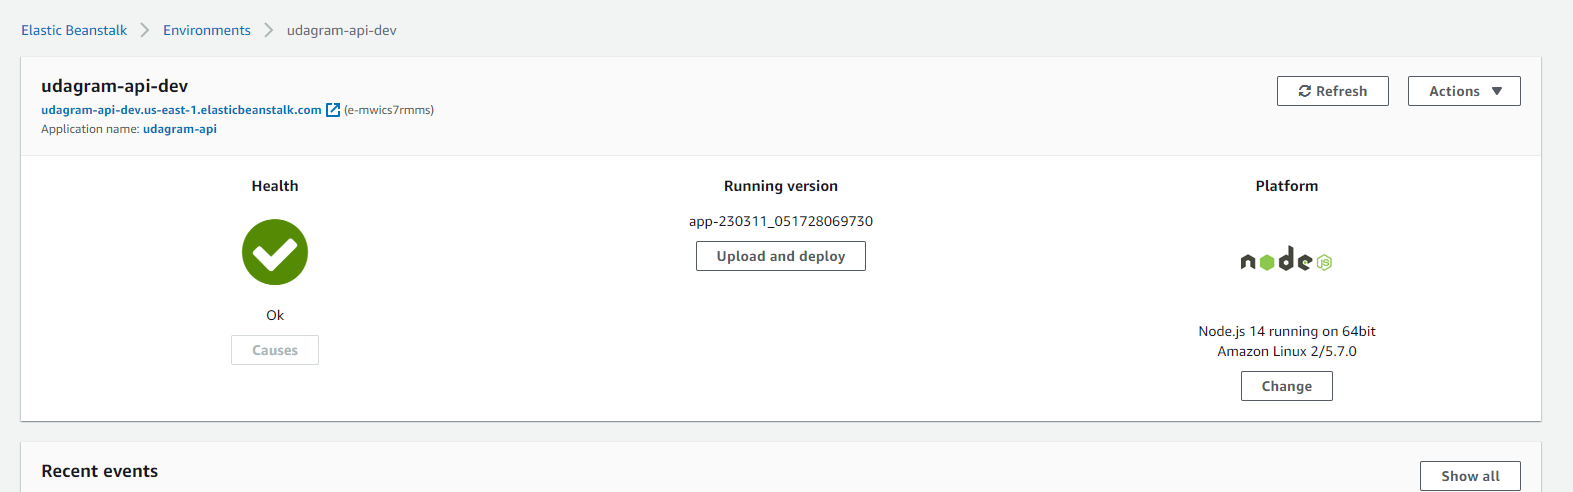 Elastic Beanstalk > Environments > udagram-api-dev
udagram-api-dev
udagram-api-dev.us-east-1.elasticbeanstalk.com (e-mwics7rmms)
Application name: udagram-api
Refresh
Actions
Health
Ok
Causes
Running version
app-230311_051728069730
Upload and deploy
Platform
node JS
Node.js 14 running on 64bit
Amazon Linux 2/5.7.0
Change
Recent events
Show all